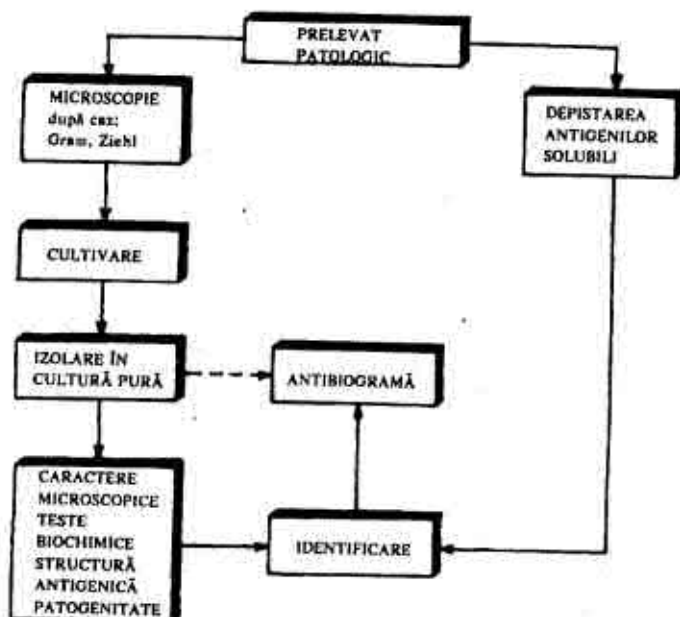 PRELEVAT
PATOLOGIC
MICROSCOPIE
după caz:
Gram, Ziehl
DEPISTAREA
ANTIGENILOR
SOLUBILI
CULTIVARE
IZOLARE ÎN
CULTURĂ PURĂ
ANTIBIOGRAMĂ
CARACTERE
MICROSCOPICE
TESTE
BIOCHIMICE
STRUCTURĂ
ANTIGENICĂ
PATOGENITATE
IDENTIFICARE